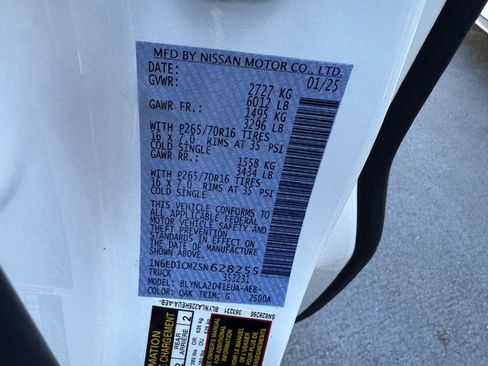 MFD BY NISSAN MOTOR CO., LTD.
DATE: 01/25
GVWR: 2727 KG
6012 LB
GAWR FR: 1495 KG
3296 LB
WITH P265/70R16 TIRES
16 X 7.0 RIMS AT 35 PSI
COLD SINGLE
GAWR RR: 1558 KG
3434 LB
WITH P265/70R16 TIRES
16 X 7.0 RIMS AT 35 PSI
COLD SINGLE
THIS VEHICLE CONFORMS TO
ALL APPLICABLE FEDERAL
MOTOR VEHICLE SAFETY AND
THEFT PREVENTION
STANDARDS IN EFFECT ON
THE DATE OF MANUFACTURE
SHOWN ABOVE.
1N6ED1CM2SN628255
TRUCK 353231
MODEL: BLYNLA2D41EUA-AE8-
COLOR: QAK TRIM: G 2S00A